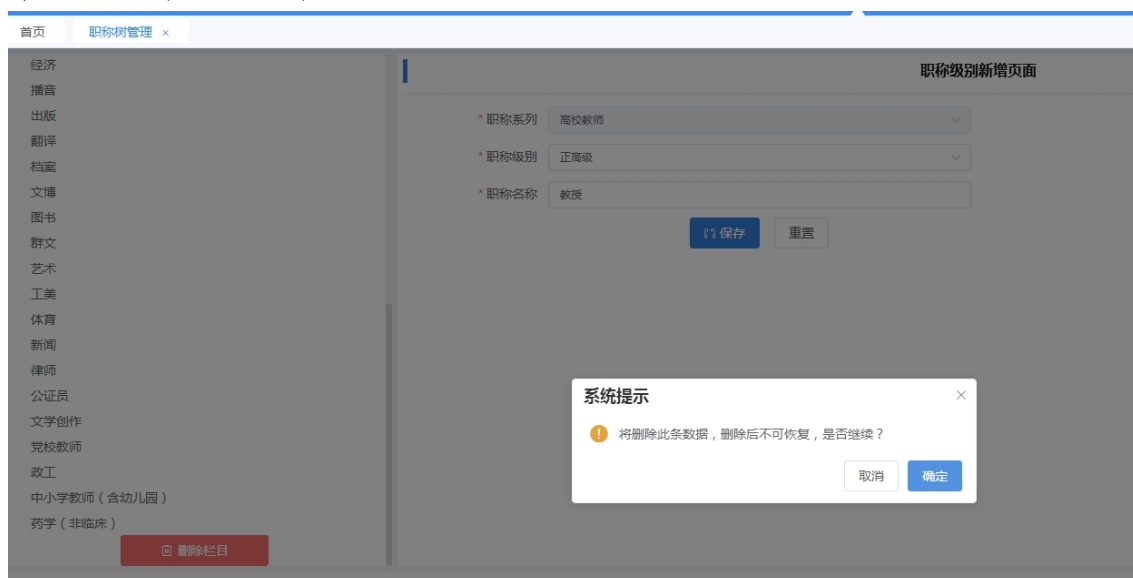 首页 职称树管理 ×
经济
播音
出版
翻译
档案
文博
图书
群文
艺术
工美
体育
新闻
律师
公证员
文学创作
党校教师
政工
中小学教师（含幼儿园）
药学（非临床）
删除栏目
职称级别新增页面
* 职称系列 高校教师
* 职称级别 正高级
* 职称名称 教授
保存 重置
系统提示 ×
将删除此条数据，删除后不可恢复，是否继续？
取消 确定